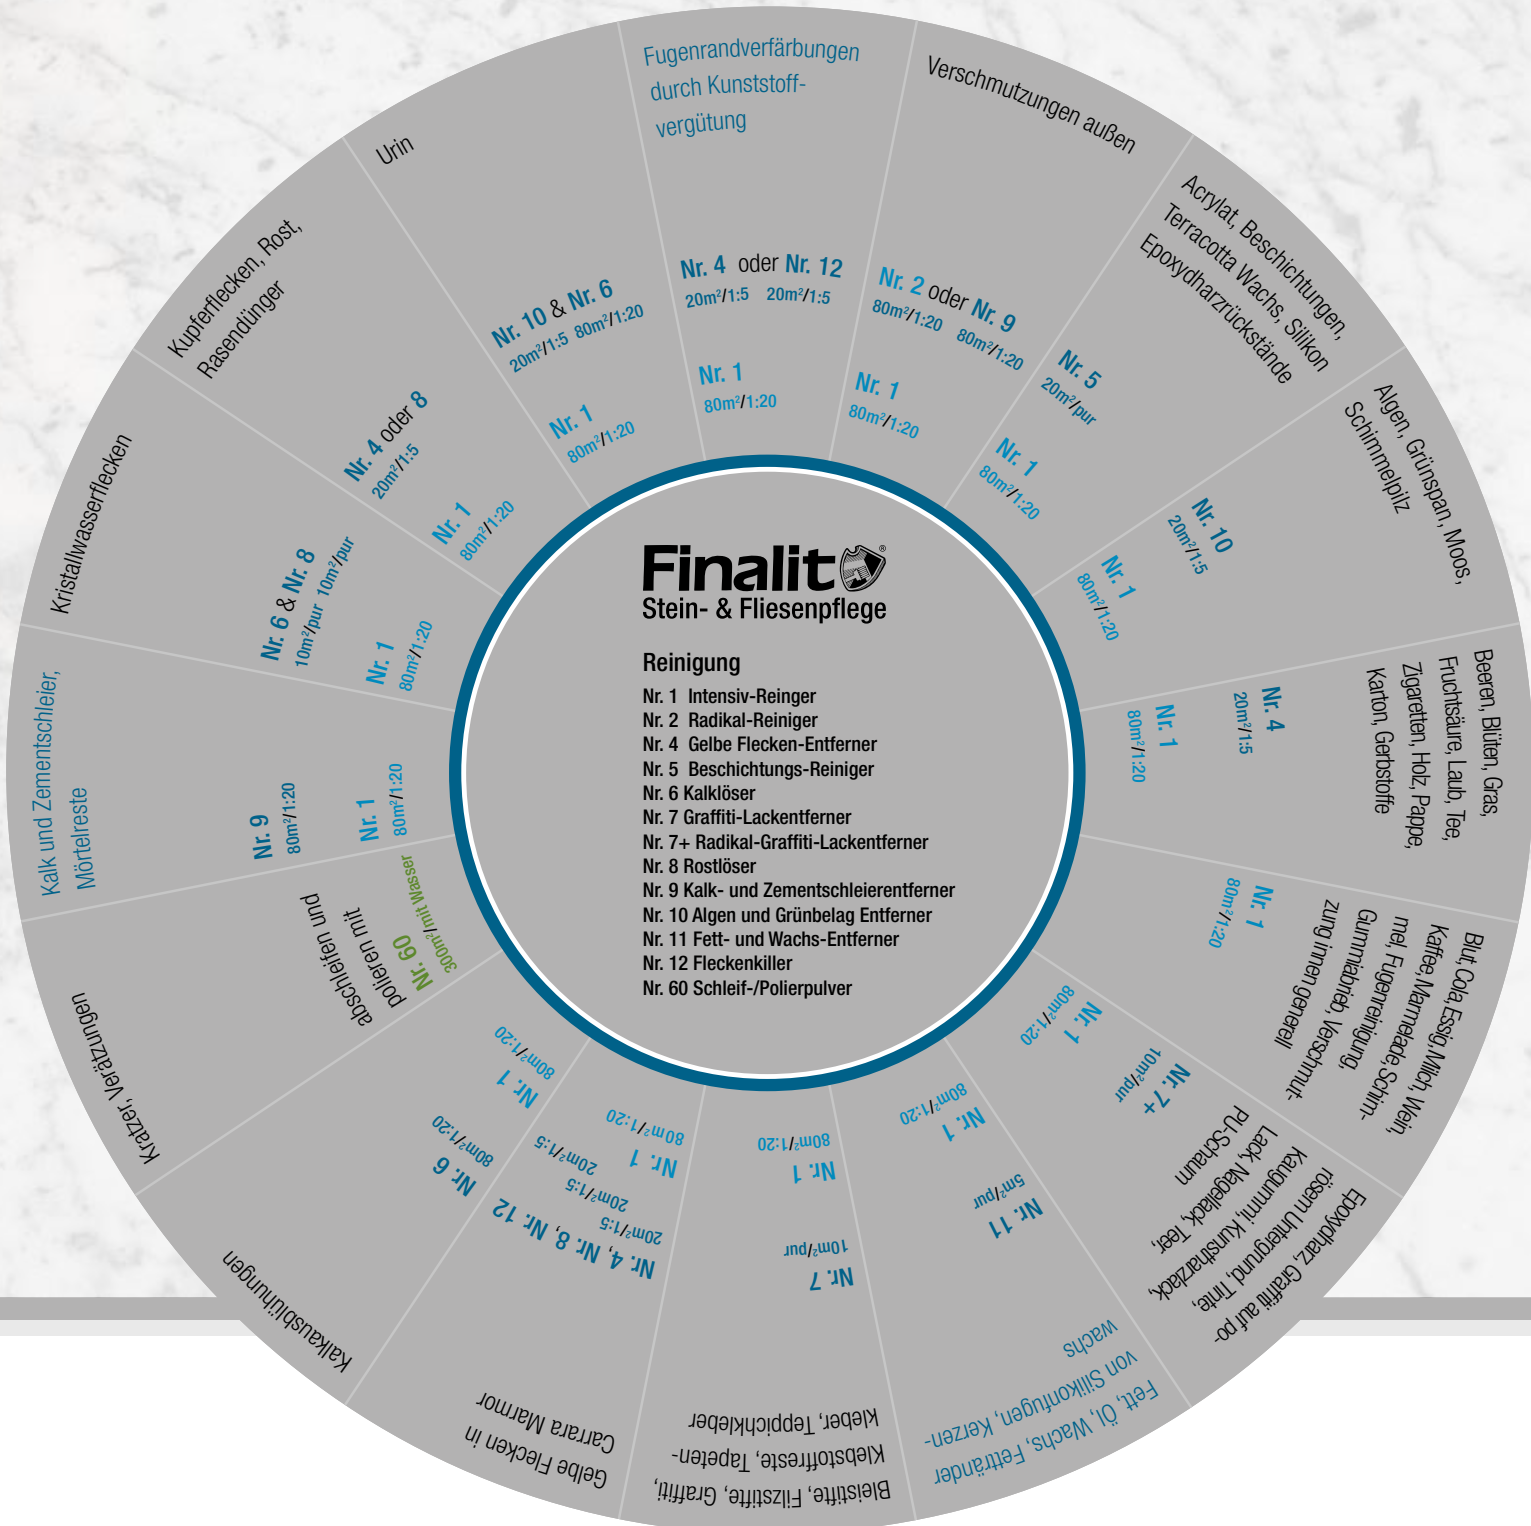 Finalit®
Stein- & Fliesenpflege
Reinigung
Nr. 1 Intensiv-Reinger
Nr. 2 Radikal-Reiniger
Nr. 4 Gelbe Flecken-Entferner
Nr. 5 Beschichtungs-Reiniger
Nr. 6 Kalklöser
Nr. 7 Graffiti-Lackentferner
Nr. 7+ Radikal-Graffiti-Lackentferner
Nr. 8 Rostlöser
Nr. 9 Kalk- und Zementschleierentferner
Nr. 10 Algen und Grünbelag Entferner
Nr. 11 Fett- und Wachs-Entferner
Nr. 12 Fleckenkiller
Nr. 60 Schleif-/Polierpulver
Fugenrandverfärbungen
durch Kunststoff-
vergütung
Nr. 4 oder Nr. 12
20m²/1:5 20m²/1:5
Nr. 1
80m²/1:20
Verschmutzungen außen
Nr. 2 oder Nr. 9
80m²/1:20 80m²/1:20
Nr. 1
80m²/1:20
Acrylat, Beschichtungen,
Terracotta Wachs, Silikon
Epoxydharzrückstände
Nr. 5
20m²/pur
Nr. 1
80m²/1:20
Algen, Grünspan, Moos,
Schimmelpilz
Nr. 10
20m²/1:5
Nr. 1
80m²/1:20
Beeren, Blüten, Gras,
Fruchtsäure, Laub, Tee,
Zigaretten, Holz, Pappe,
Karton, Gerbstoffe
Nr. 4
20m²/1:5
Nr. 1
80m²/1:20
Blut, Cola, Essig, Milch, Wein,
Kaffee, Marmelade, Schim-
mel, Fugenreinigung,
Gummiabrieb, Verschmut-
zung innen generell
Nr. 1
80m²/1:20
Epoxydharz, Graffiti auf po-
rösem Untergrund, Tinte,
Kaugummi, Kunstharzlack,
Lack, Nagellack, Teer,
PU-Schaum
Nr. 7+
10m²/pur
Nr. 1
80m²/1:20
Fett, Öl, Wachs, Fettränder
von Silikonfugen, Kerzen-
wachs
Nr. 11
5m²/pur
Nr. 1
80m²/1:20
Bleistifte, Filzstifte, Graffiti,
Klebstoffreste, Tapeten-
kleber, Teppichkleber
Nr. 7
10m²/pur
Nr. 1
80m²/1:20
Gelbe Flecken in
Carrara Marmor
Nr. 4, Nr. 8, Nr. 12
20m²/1:5
20m²/1:5
20m²/1:5
Nr. 1
80m²/1:20
Kalkausblühungen
Nr. 6
80m²/1:20
Nr. 1
80m²/1:20
Kratzer, Verätzungen
abschleifen und
polieren mit
Nr. 60
300m²/mit Wasser
Kalk und Zementschleier,
Mörtelreste
Nr. 9
80m²/1:20
Nr. 1
80m²/1:20
Kristallwasserflecken
Nr. 6 & Nr. 8
10m²/pur 10m²/pur
Nr. 1
80m²/1:20
Kupferflecken, Rost,
Rasendünger
Nr. 4 oder 8
20m²/1:5
Nr. 1
80m²/1:20
Urin
Nr. 10 & Nr. 6
20m²/1:5 80m²/1:20
Nr. 1
80m²/1:20